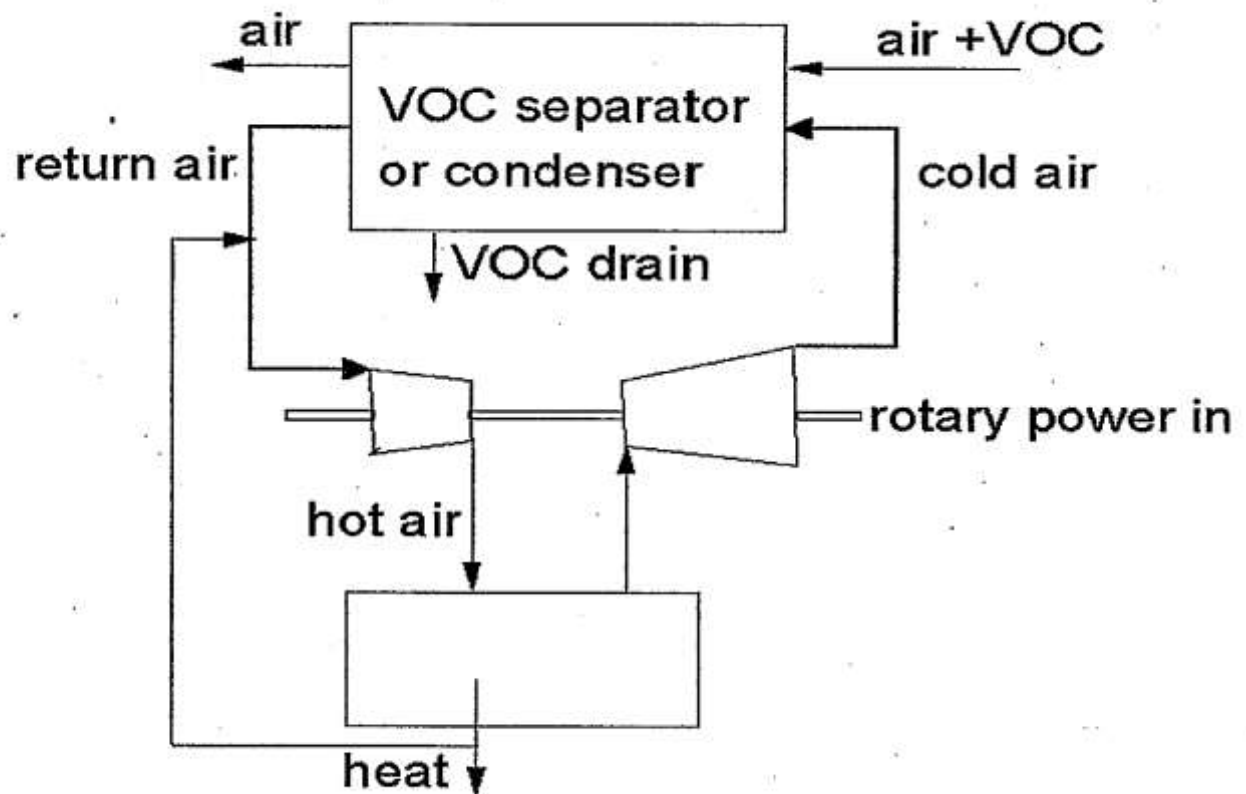 air
air +VOC
VOC separator
or condenser
return air
cold air
VOC drain
rotary power in
hot air
heat